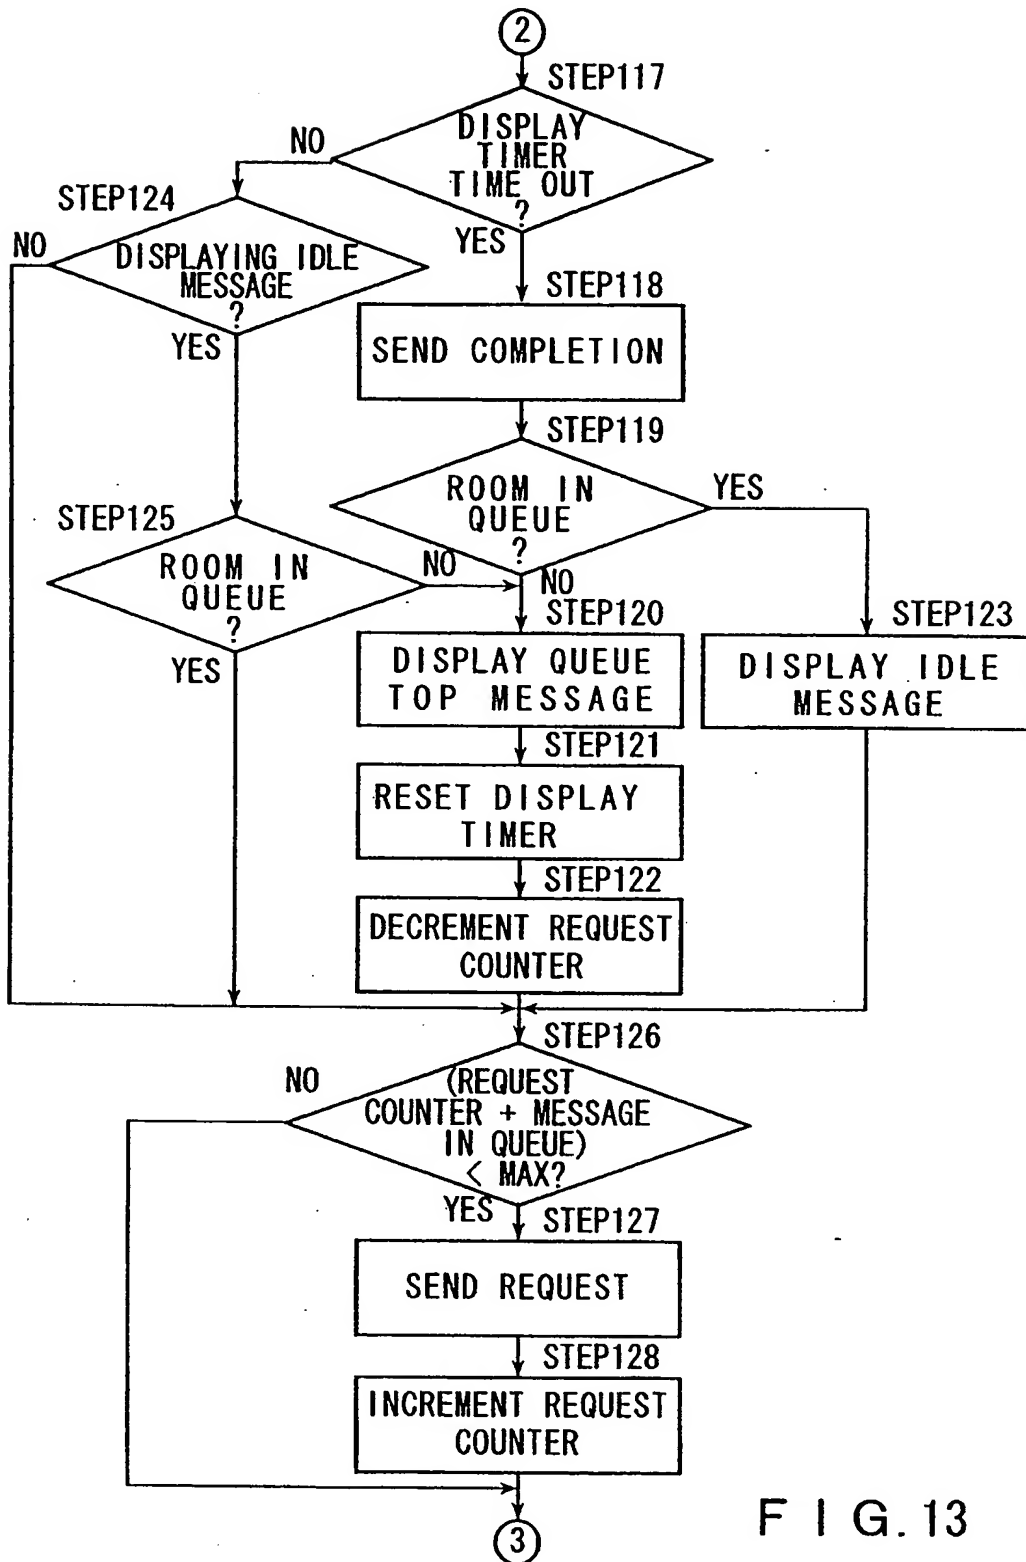 2
STEP117
DISPLAY
TIMER
TIME OUT
?
NO
YES
STEP124
NO
DISPLAYING IDLE
MESSAGE
?
YES
STEP118
SEND COMPLETION
STEP119
ROOM IN
QUEUE
?
YES
NO
STEP125
ROOM IN
QUEUE
?
NO
YES
STEP120
DISPLAY QUEUE
TOP MESSAGE
STEP123
DISPLAY IDLE
MESSAGE
STEP121
RESET DISPLAY
TIMER
STEP122
DECREMENT REQUEST
COUNTER
STEP126
NO
(REQUEST
COUNTER + MESSAGE
IN QUEUE)
< MAX?
YES
STEP127
SEND REQUEST
STEP128
INCREMENT REQUEST
COUNTER
3
FIG. 13